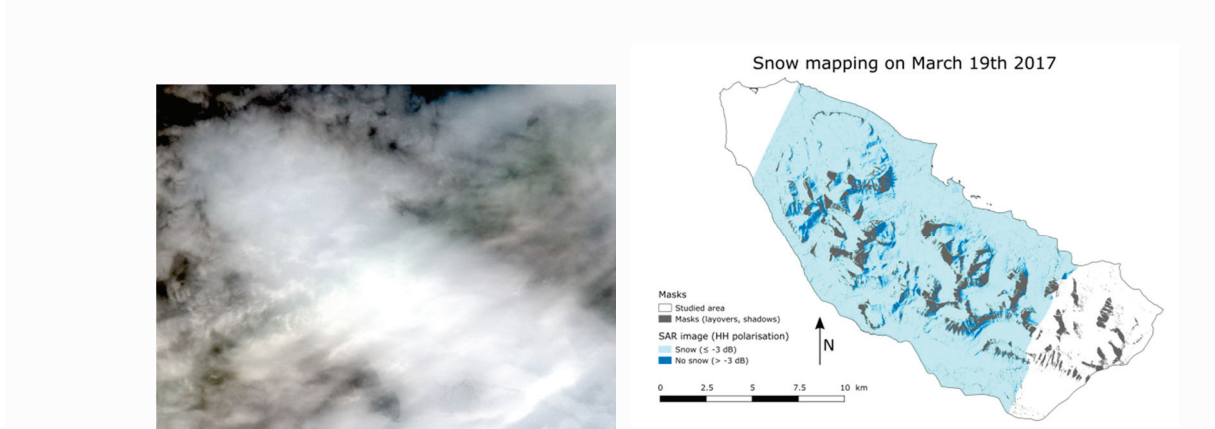 Snow mapping on March 19th 2017
Masks
Studied area
Masks (layovers, shadows)
SAR image (HH polarisation)
Snow (≤ -3 dB)
No snow (> -3 dB)
N
0 2.5 5 7.5 10 km